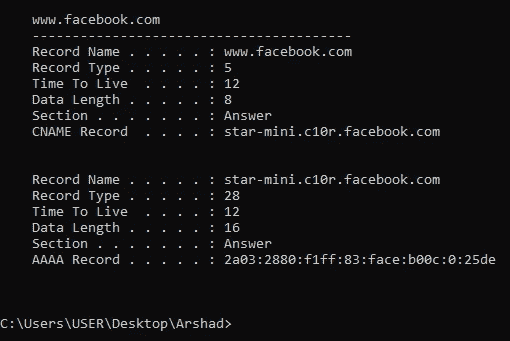 www.facebook.com
----------------------------------------
Record Name . . . . . : www.facebook.com
Record Type . . . . . : 5
Time To Live  . . . . : 12
Data Length . . . . . : 8
Section . . . . . . . : Answer
CNAME Record  . . . . : star-mini.c10r.facebook.com
Record Name . . . . . : star-mini.c10r.facebook.com
Record Type . . . . . : 28
Time To Live  . . . . : 12
Data Length . . . . . : 16
Section . . . . . . . : Answer
AAAA Record . . . . . : 2a03:2880:f1ff:83:face:b00c:0:25de
C:\Users\USER\Desktop\Arshad>